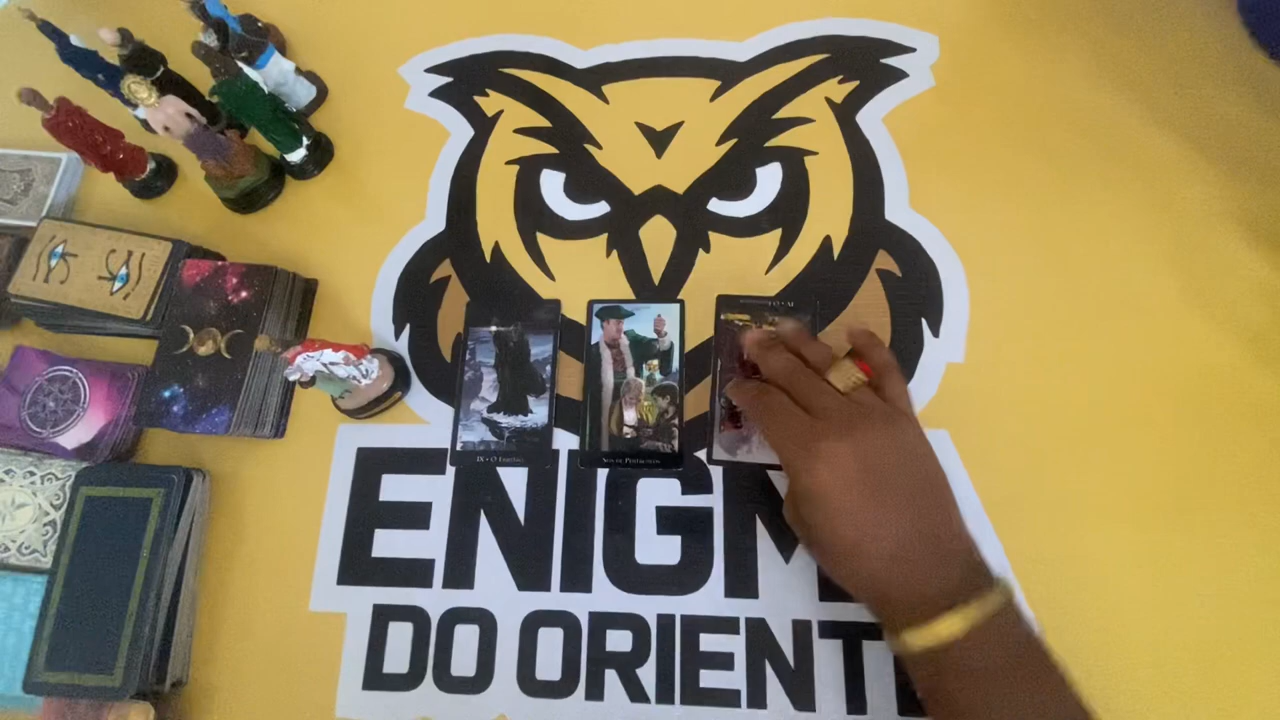 IX • O Eremita
Seis de Pentáculos
ENIGM
DO ORIENT